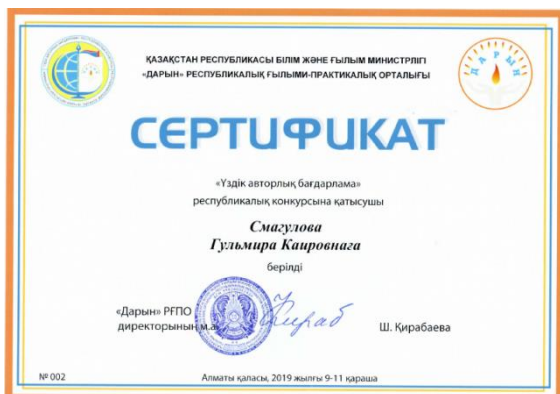 ҚАЗАҚСТАН РЕСПУБЛИКАСЫ БІЛІМ ЖӘНЕ ҒЫЛЫМ МИНИСТРЛІГІ
«ДАРЫН» РЕСПУБЛИКАЛЫҚ ҒЫЛЫМИ-ПРАКТИКАЛЫҚ ОРТАЛЫҒЫ
ДАРЫН
СЕРТИФИКАТ
«Үздік авторлық бағдарлама»
республикалық конкурсына қатысушы
Смагулова
Гульмира Каировнаға
берілді
«Дарын» РҒПО
директорының м.а.
Ш. Қирабаева
№ 002
Алматы қаласы, 2019 жылғы 9-11 қараша